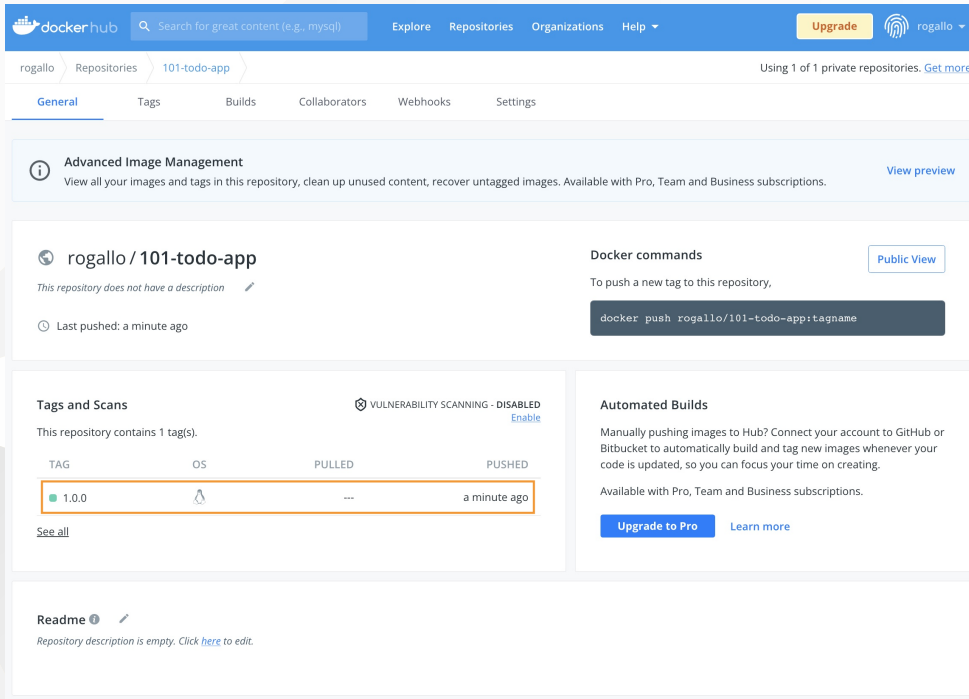 dockerhub
Search for great content (e.g., mysql)
Explore
Repositories
Organizations
Help
Upgrade
rogallo
rogallo
Repositories
101-todo-app
Using 1 of 1 private repositories. Get more
General
Tags
Builds
Collaborators
Webhooks
Settings
Advanced Image Management
View all your images and tags in this repository, clean up unused content, recover untagged images. Available with Pro, Team and Business subscriptions.
View preview
rogallo / 101-todo-app
This repository does not have a description
Last pushed: a minute ago
Docker commands
Public View
To push a new tag to this repository,
docker push rogallo/101-todo-app:tagname
Tags and Scans
VULNERABILITY SCANNING - DISABLED
Enable
This repository contains 1 tag(s).
TAG OS PULLED PUSHED
1.0.0 --- a minute ago
See all
Automated Builds
Manually pushing images to Hub? Connect your account to GitHub or
Bitbucket to automatically build and tag new images whenever your
code is updated, so you can focus your time on creating.
Available with Pro, Team and Business subscriptions.
Upgrade to Pro
Learn more
Readme
Repository description is empty. Click here to edit.